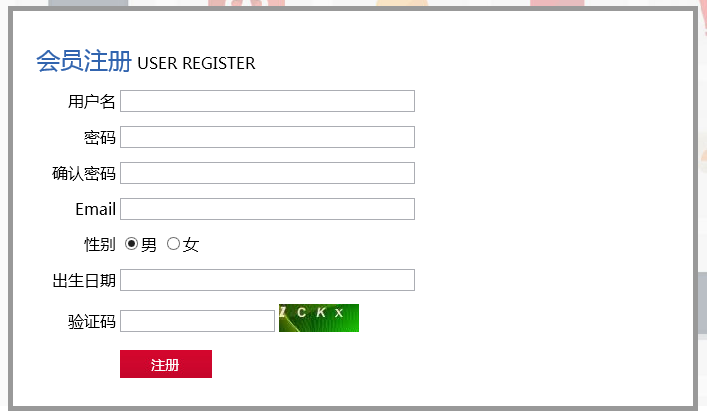 会员注册 USER REGISTER
用户名
密码
确认密码
Email
性别 男 女
出生日期
验证码 ICKX
注册